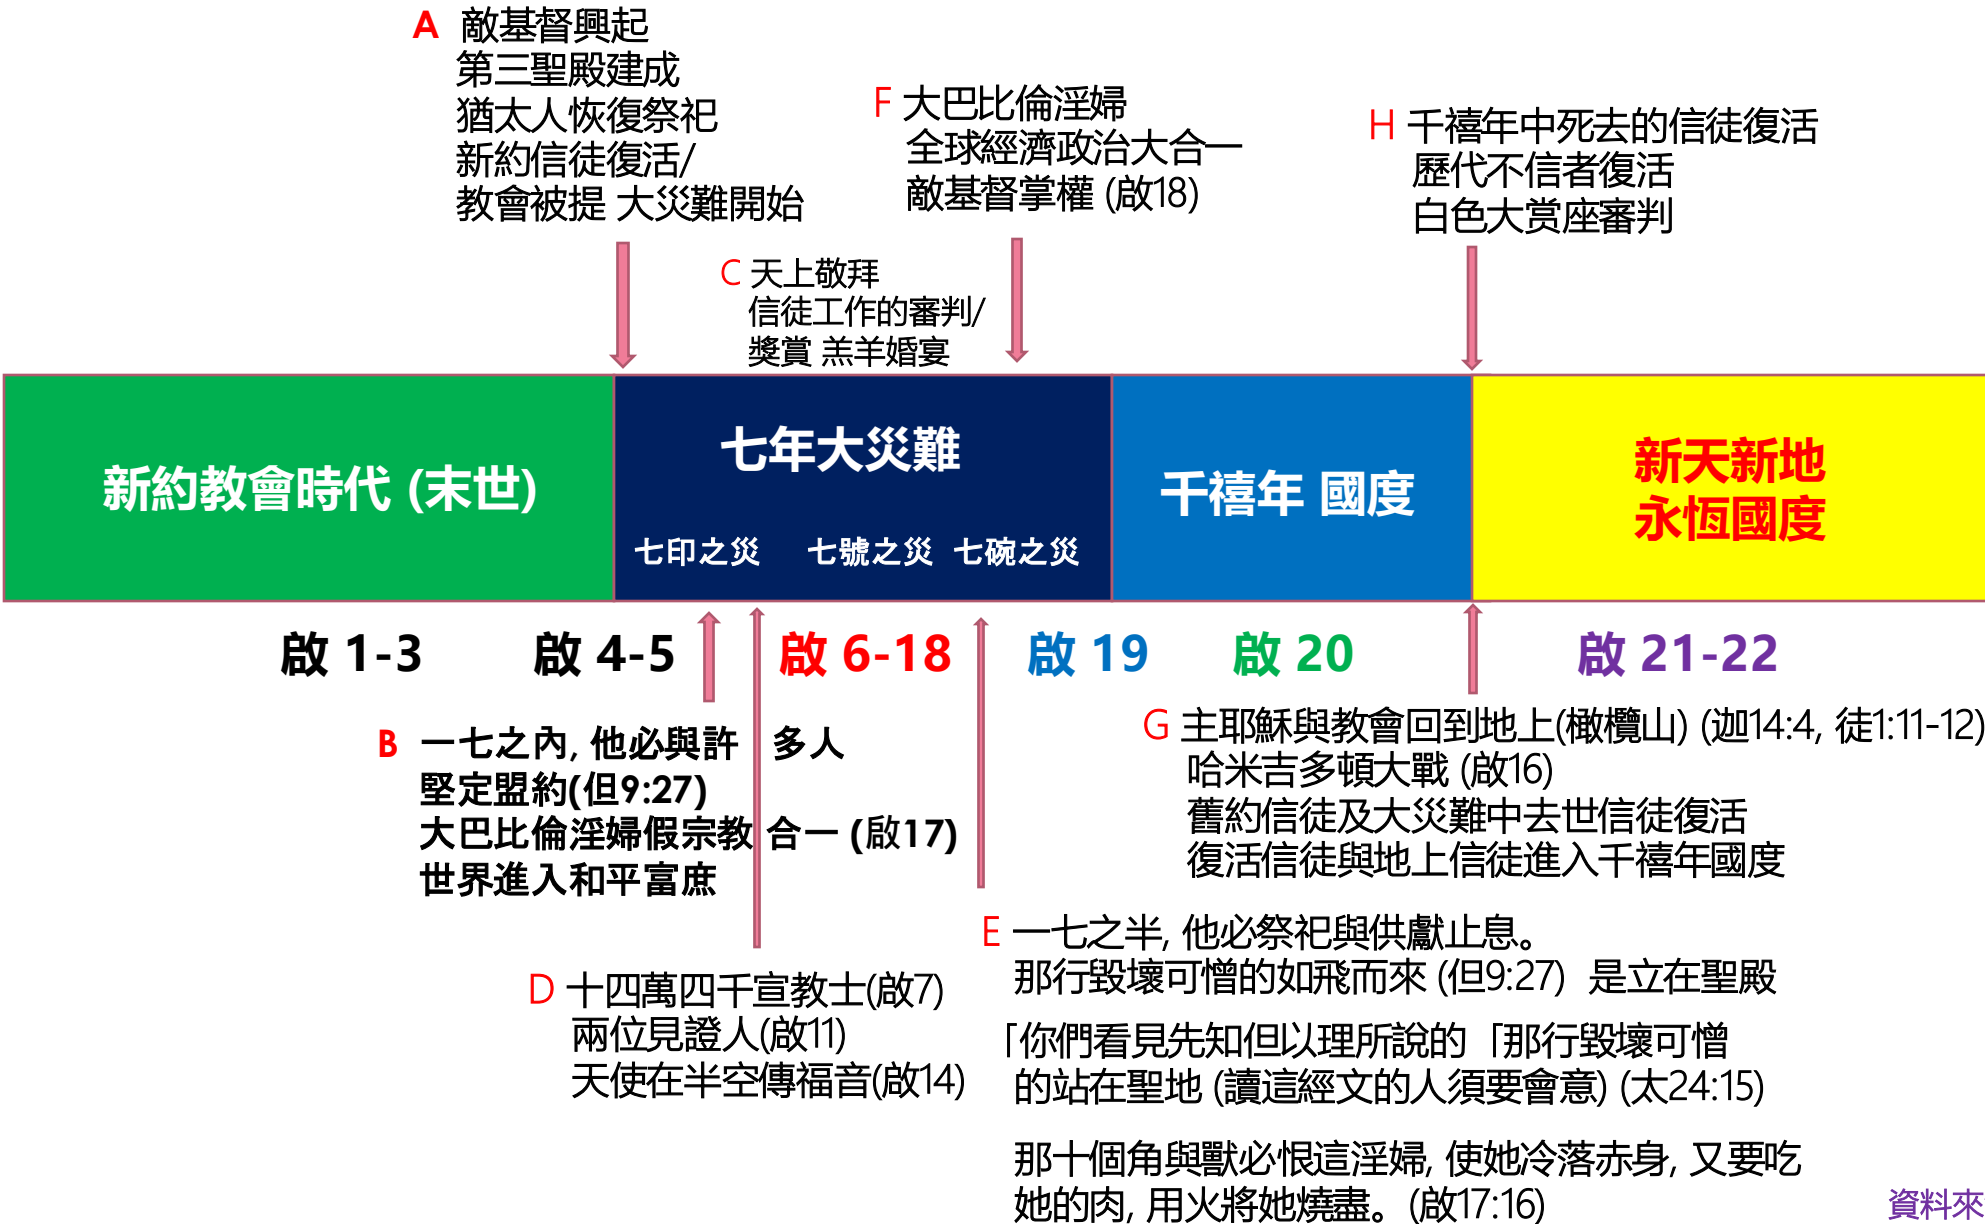 A 敵基督興起
第三聖殿建成
猶太人恢復祭祀
新約信徒復活/
教會被提 大災難開始
F 大巴比倫淫婦
全球經濟政治大合一
敵基督掌權 (啟18)
H 千禧年中死去的信徒復活
歷代不信者復活
白色大赏座審判
C 天上敬拜
信徒工作的審判/
獎賞 羔羊婚宴
新約教會時代 (末世)
七年大災難
七印之災 七號之災 七碗之災
千禧年 國度
新天新地
永恆國度
啟 1-3 啟 4-5 啟 6-18 啟 19 啟 20 啟 21-22
B 一七之內, 他必與許 多人
堅定盟約(但9:27)
大巴比倫淫婦假宗教 合一 (啟17)
世界進入和平富庶
G 主耶穌與教會回到地上(橄欖山) (迦14:4, 徒1:11-12)
哈米吉多頓大戰 (啟16)
舊約信徒及大災難中去世信徒復活
復活信徒與地上信徒進入千禧年國度
D 十四萬四千宣教士(啟7)
兩位見證人(啟11)
天使在半空傳福音(啟14)
E 一七之半, 他必祭祀與供獻止息。
那行毀壞可憎的如飛而來 (但9:27) 是立在聖殿
「你們看見先知但以理所說的「那行毀壞可憎
的站在聖地 (讀這經文的人須要會意) (太24:15)
那十個角與獸必恨這淫婦, 使她冷落赤身, 又要吃
她的肉, 用火將她燒盡。 (啟17:16)
資料來